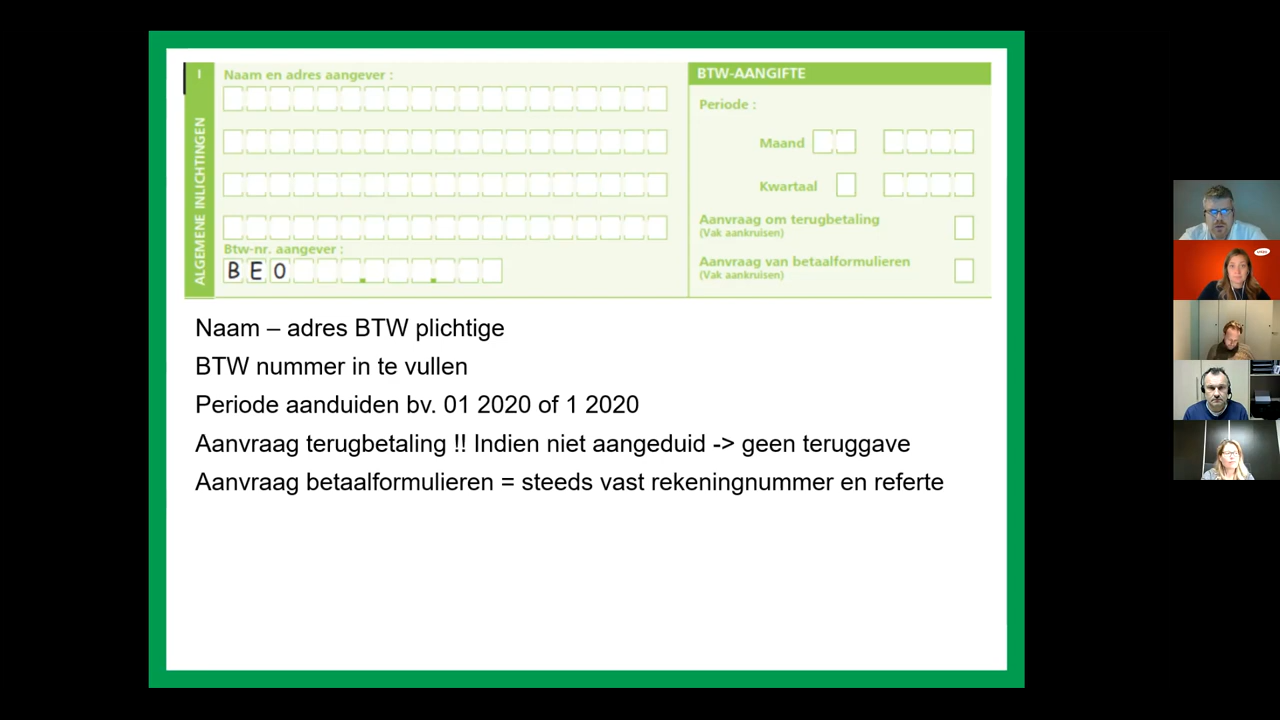 I
ALGEMENE INLICHTINGEN
Naam en adres aangever :
Btw-nr. aangever :
BE0
BTW-AANGIFTE
Periode :
Maand
Kwartaal
Aanvraag om terugbetaling
(Vak aankruisen)
Aanvraag van betaalformulieren
(Vak aankruisen)
Naam – adres BTW plichtige
BTW nummer in te vullen
Periode aanduiden bv. 01 2020 of 1 2020
Aanvraag terugbetaling !! Indien niet aangeduid -> geen teruggave
Aanvraag betaalformulieren = steeds vast rekeningnummer en referte